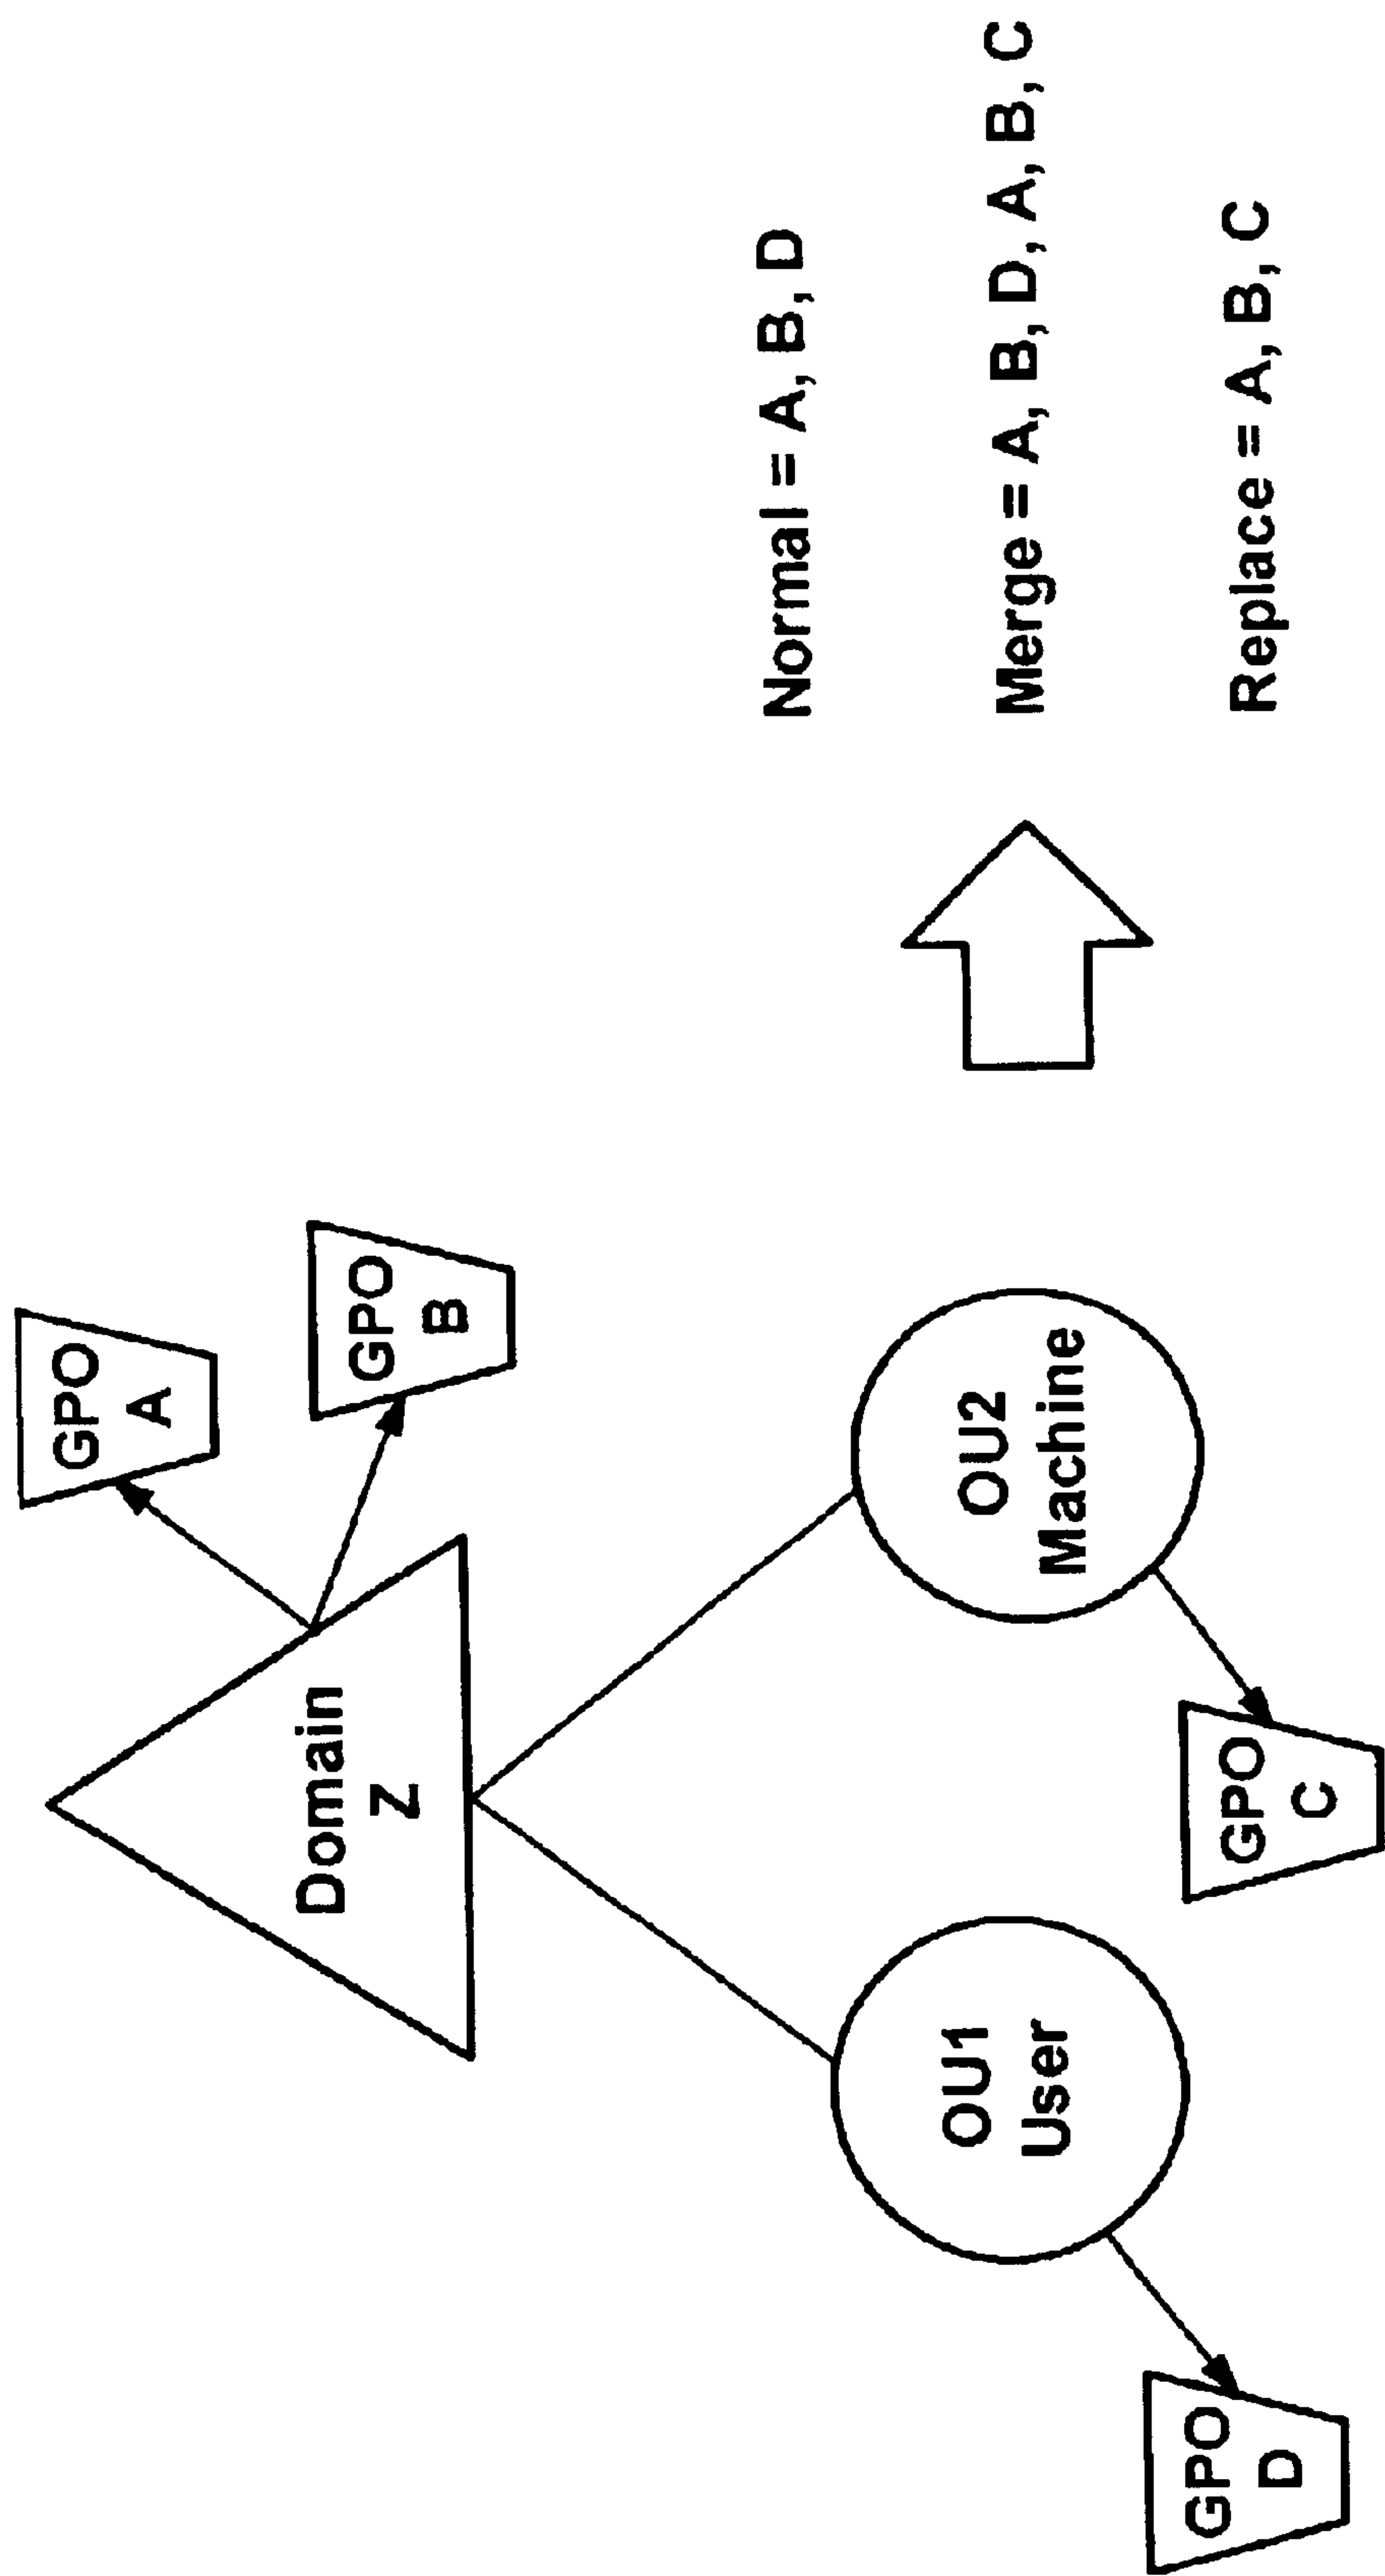 GPO
A
GPO
B
Domain
Z
OU1
User
OU2
Machine
GPO
D
GPO
C
Normal = A, B, D
Merge = A, B, D, A, B, C
Replace = A, B, C